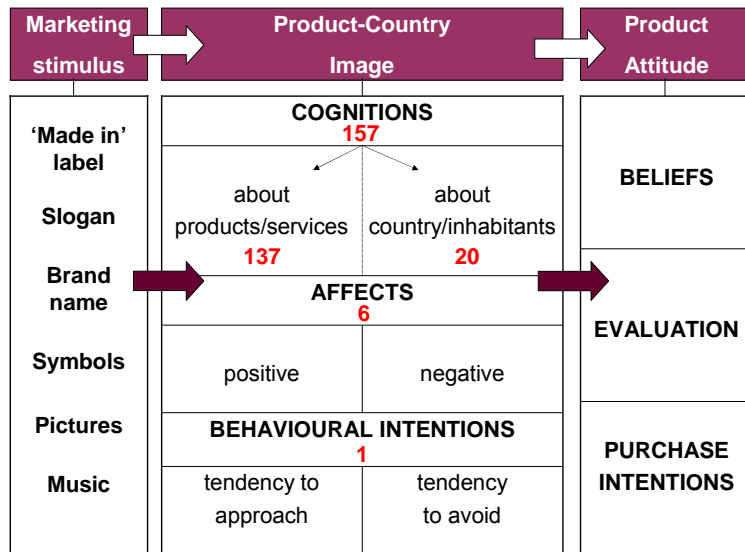 Marketing
stimulus
Product-Country
Image
Product
Attitude
‘Made in’
label
Slogan
Brand
name
Symbols
Pictures
Music
COGNITIONS
157
about
products/services
137
about
country/inhabitants
20
AFFECTS
6
positive
negative
BEHAVIOURAL INTENTIONS
1
tendency to
approach
tendency
to avoid
BELIEFS
EVALUATION
PURCHASE
INTENTIONS